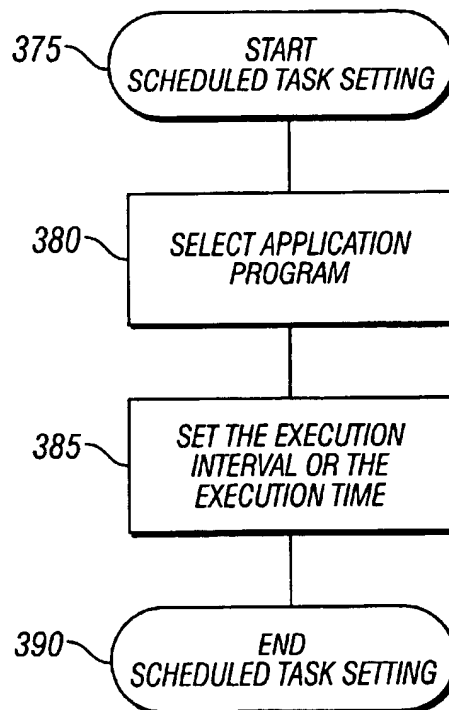 375
START
SCHEDULED TASK SETTING
380
SELECT APPLICATION
PROGRAM
385
SET THE EXECUTION
INTERVAL OR THE
EXECUTION TIME
390
END
SCHEDULED TASK SETTING